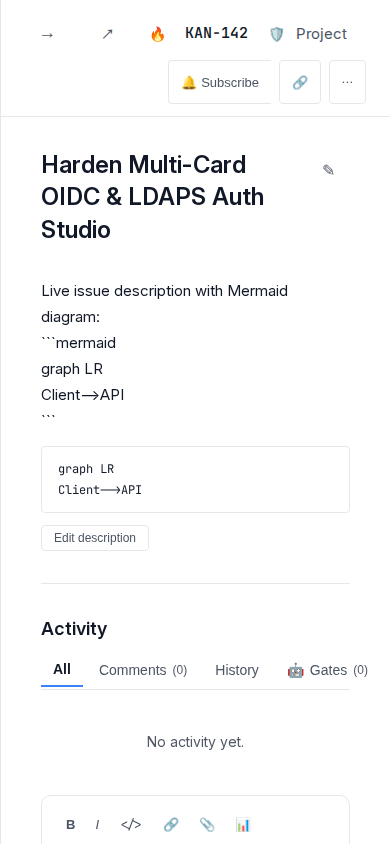 → ↗ 🔥 KAN-142 🛡️ Project
🔔 Subscribe 🔗 ···
Harden Multi-Card
OIDC & LDAPS Auth
Studio
✎
Live issue description with Mermaid
diagram:
```mermaid
graph LR
Client-->API
```
graph LR
Client-->API
Edit description
Activity
All Comments (0) History 🤖 Gates (0)
No activity yet.
B I </> 🔗 📎 📊